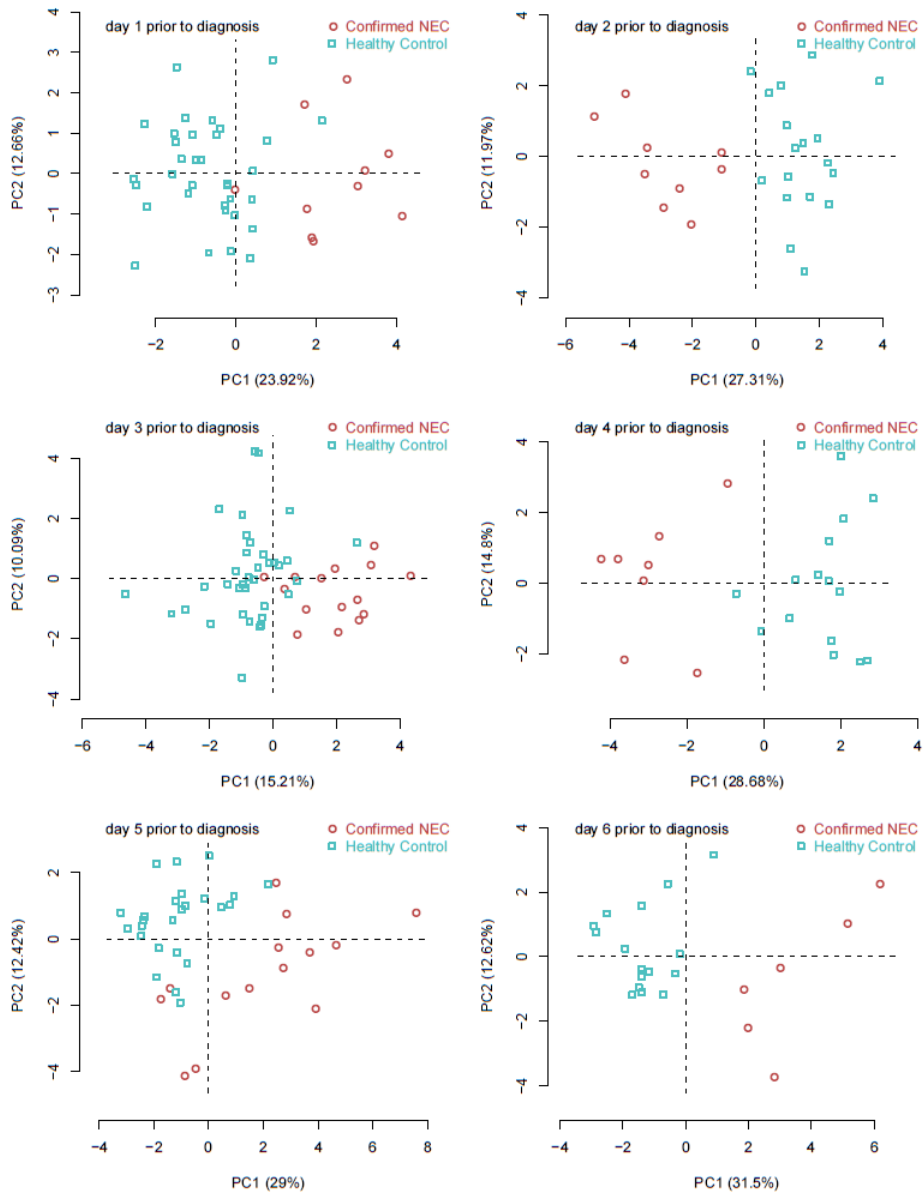 day 1 prior to diagnosis
Confirmed NEC
Healthy Control
4
3
2
1
0
−1
−2
−3
PC2 (12.66%)
−2 0 2 4
PC1 (23.92%)
day 2 prior to diagnosis
Confirmed NEC
Healthy Control
4
2
0
−2
−4
PC2 (11.97%)
−6 −4 −2 0 2 4
PC1 (27.31%)
day 3 prior to diagnosis
Confirmed NEC
Healthy Control
4
2
0
−2
−4
PC2 (10.09%)
−6 −4 −2 0 2 4
PC1 (15.21%)
day 4 prior to diagnosis
Confirmed NEC
Healthy Control
4
2
0
−2
PC2 (14.8%)
−4 −2 0 2 4
PC1 (28.68%)
day 5 prior to diagnosis
Confirmed NEC
Healthy Control
2
0
−2
−4
PC2 (12.42%)
−4 −2 0 2 4 6 8
PC1 (29%)
day 6 prior to diagnosis
Confirmed NEC
Healthy Control
4
2
0
−2
−4
PC2 (12.62%)
−4 −2 0 2 4 6
PC1 (31.5%)